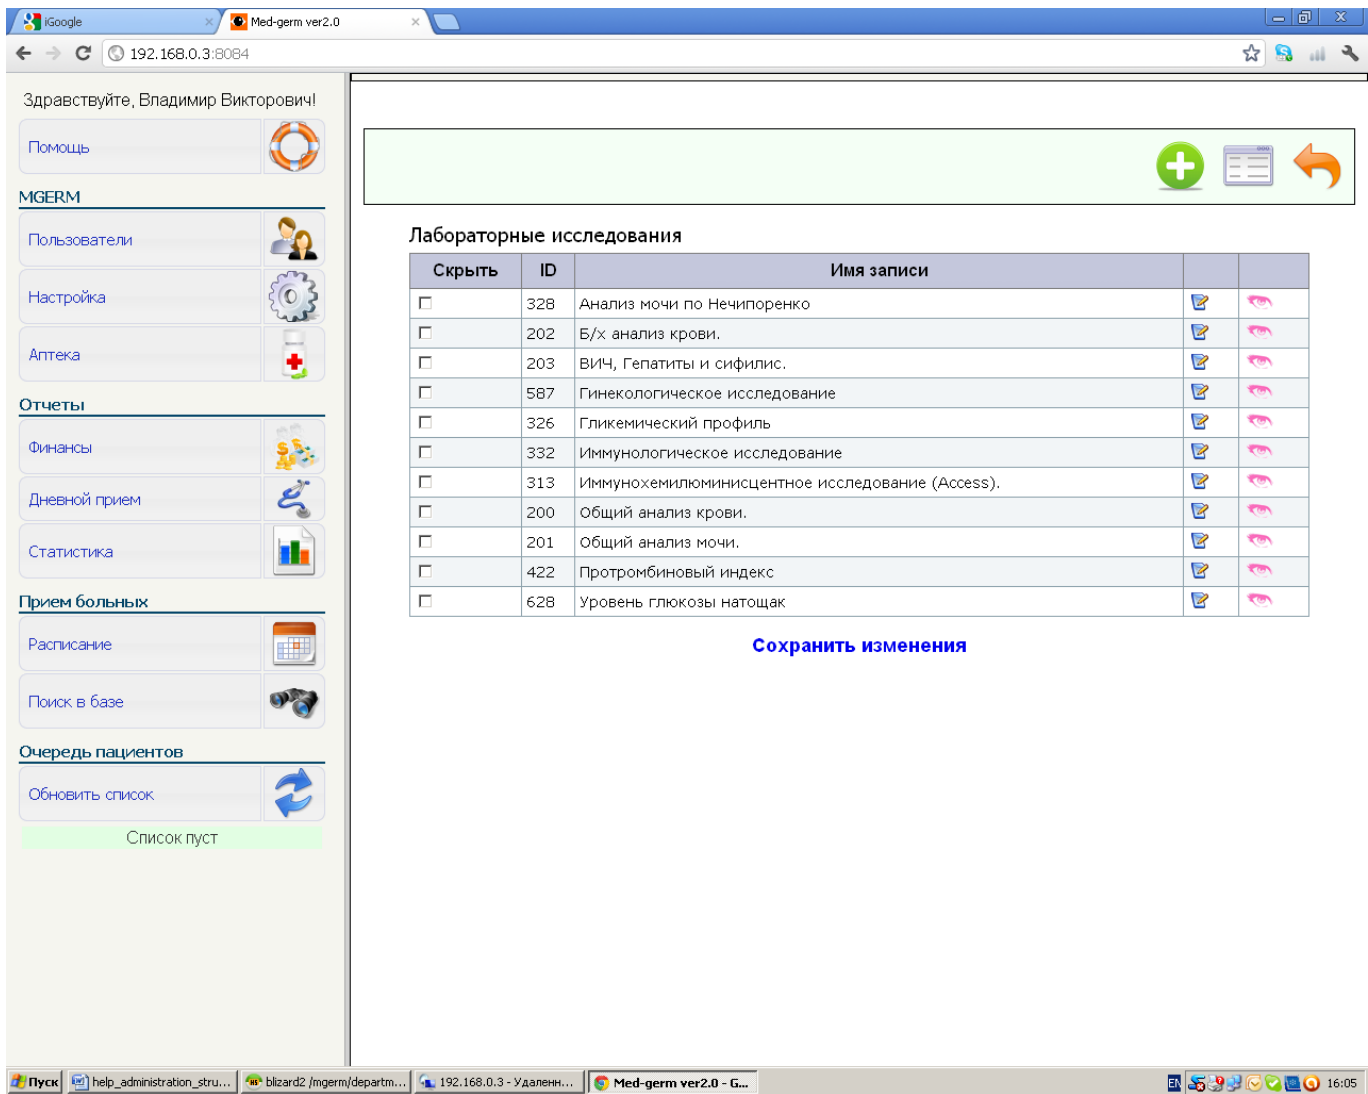 iGoogle
Med-germ ver2.0
192.168.0.3:8084
Здравствуйте, Владимир Викторович!
Помощь
MGERM
Пользователи
Настройка
Аптека
Отчеты
Финансы
Дневной прием
Статистика
Прием больных
Расписание
Поиск в базе
Очередь пациентов
Обновить список
Список пуст
Лабораторные исследования
Скрыть ID Имя записи
328 Анализ мочи по Нечипоренко
202 Б/х анализ крови.
203 ВИЧ, Гепатиты и сифилис.
587 Гинекологическое исследование
326 Гликемический профиль
332 Иммунологическое исследование
313 Иммунохемилюминисцентное исследование (Access).
200 Общий анализ крови.
201 Общий анализ мочи.
422 Протромбиновый индекс
628 Уровень глюкозы натощак
Сохранить изменения
Пуск help_administration_stru... blizard2 /mgerm/departm... 192.168.0.3 - Удаленн... Med-germ ver2.0 - G... EN 16:05